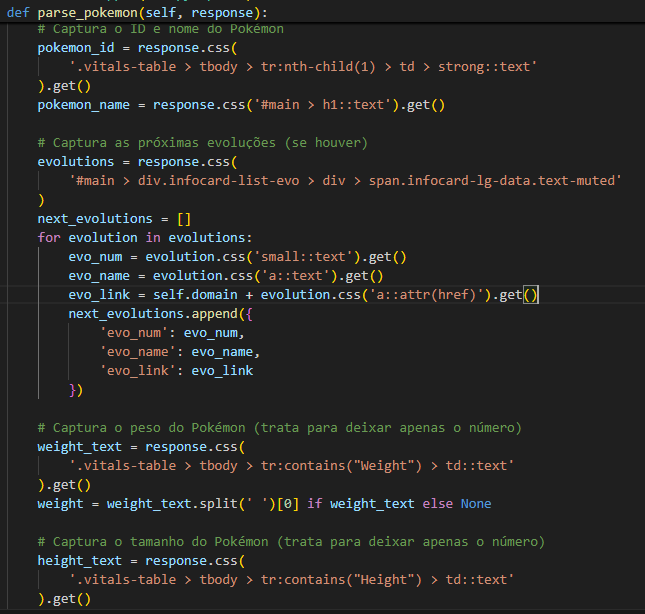 def parse_pokemon(self, response):
    # Captura o ID e nome do Pokémon
    pokemon_id = response.css(
        '.vitals-table > tbody > tr:nth-child(1) > td > strong::text'
    ).get()
    pokemon_name = response.css('#main > h1::text').get()

    # Captura as próximas evoluções (se houver)
    evolutions = response.css(
        '#main > div.infocard-list-evo > div > span.infocard-lg-data.text-muted'
    )
    next_evolutions = []
    for evolution in evolutions:
        evo_num = evolution.css('small::text').get()
        evo_name = evolution.css('a::text').get()
        evo_link = self.domain + evolution.css('a::attr(href)').get()
        next_evolutions.append({
            'evo_num': evo_num,
            'evo_name': evo_name,
            'evo_link': evo_link
        })

    # Captura o peso do Pokémon (trata para deixar apenas o número)
    weight_text = response.css(
        '.vitals-table > tbody > tr:contains("Weight") > td::text'
    ).get()
    weight = weight_text.split(' ')[0] if weight_text else None

    # Captura o tamanho do Pokémon (trata para deixar apenas o número)
    height_text = response.css(
        '.vitals-table > tbody > tr:contains("Height") > td::text'
    ).get()